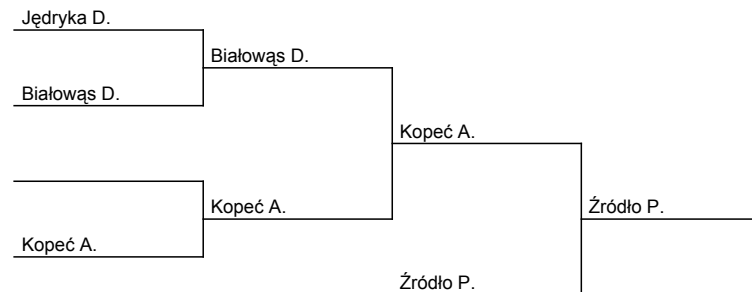 Jędryka D.
Białowąs D.
Białowąs D.
Kopeć A.
Kopeć A.
Źródło P.
Kopeć A.
Źródło P.